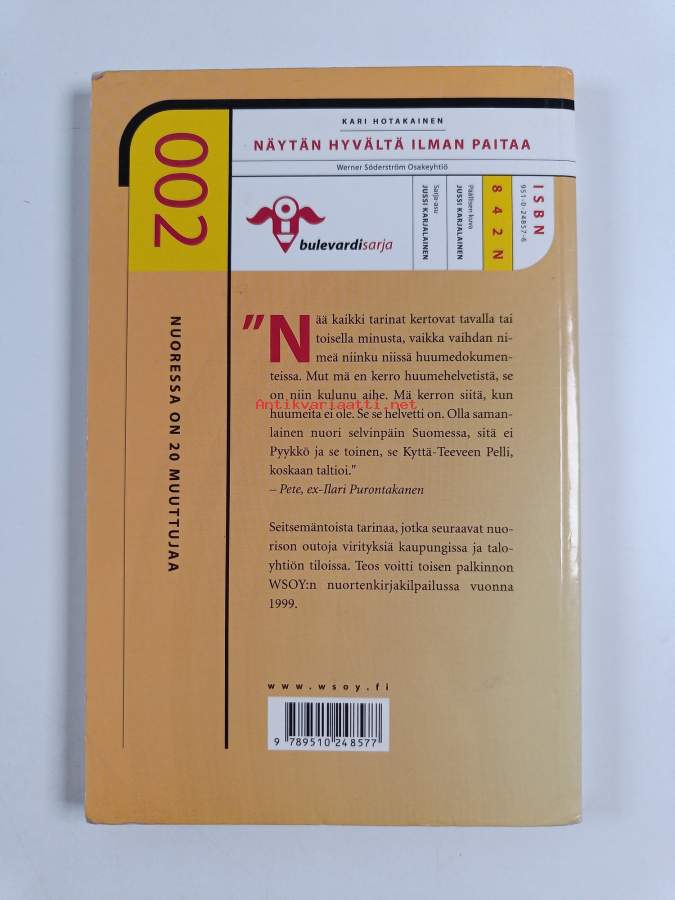 KARI HOTAKAINEN
NÄYTÄN HYVÄLTÄ ILMAN PAITAA
Werner Söderström Osakeyhtiö
002
bulevardisarja
Sarja-asu
JUSSI KARJALAINEN
Päällisen kuva
JUSSI KARJALAINEN
842N
ISBN
951-0-24857-6
NUORESSA ON 20 MUUTTUJAA
"Nää kaikki tarinat kertovat tavalla tai
toisella minusta, vaikka vaihdan ni-
meä niinku niissä huumedokumen-
teissa. Mut mä en kerro huumehelvetistä, se
on niin kulunu aihe. Mä kerron siitä, kun
huumeita ei ole. Se se helvetti on. Olla saman-
lainen nuori selvinpäin Suomessa, sitä ei
Pyykkö ja se toinen, se Kyttä-Teeveen Pelli,
koskaan taltioi."
– Pete, ex-Ilari Purontakanen
Seitsemäntoista tarinaa, jotka seuraavat nuo-
rison outoja virityksiä kaupungissa ja talo-
yhtiön tiloissa. Teos voitti toisen palkinnon
WSOY:n nuortenkirjakilpailussa vuonna
1999.
www.wsoy.fi
9 789510 248577
Antikvariaatti.net